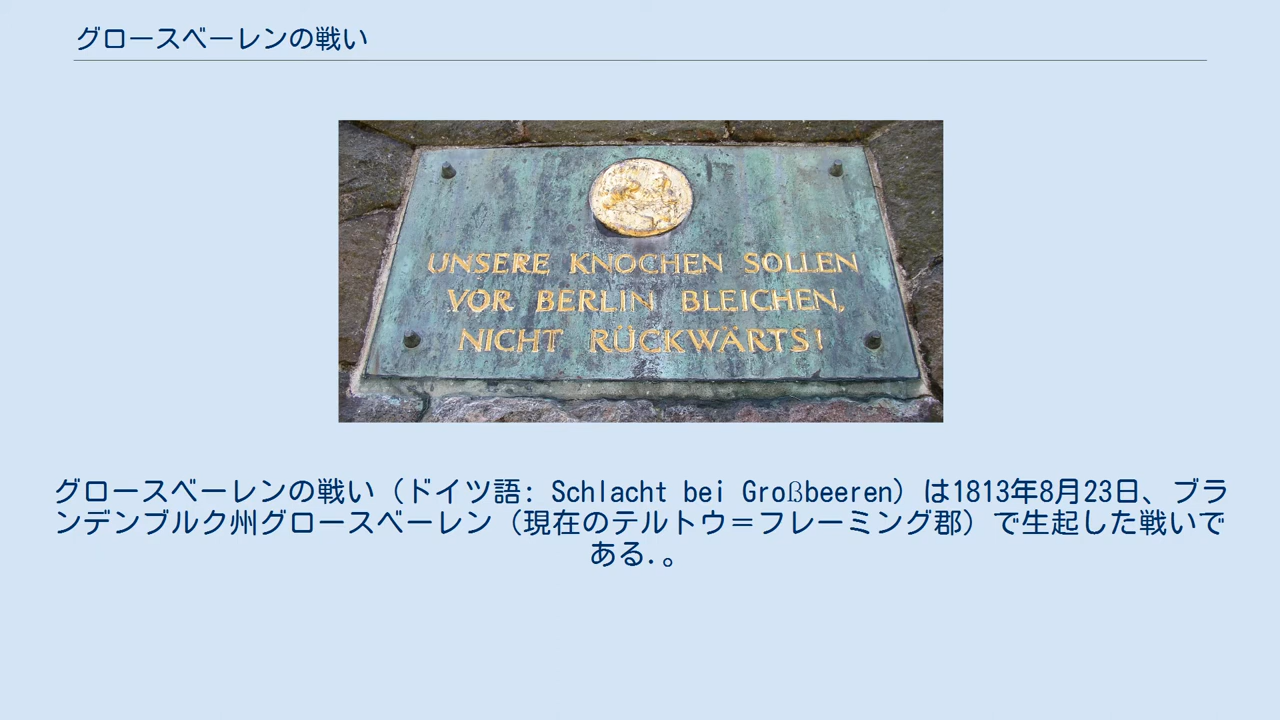 グロースベーレンの戦い
UNSERE KNOCHEN SOLLEN
VOR BERLIN BLEICHEN,
NICHT RÜCKWÄRTS!
グロースベーレンの戦い（ドイツ語: Schlacht bei Großbeeren）は1813年8月23日、ブラ
ンデンブルク州グロースベーレン（現在のテルトウ＝フレーミング郡）で生起した戦いで
ある.。